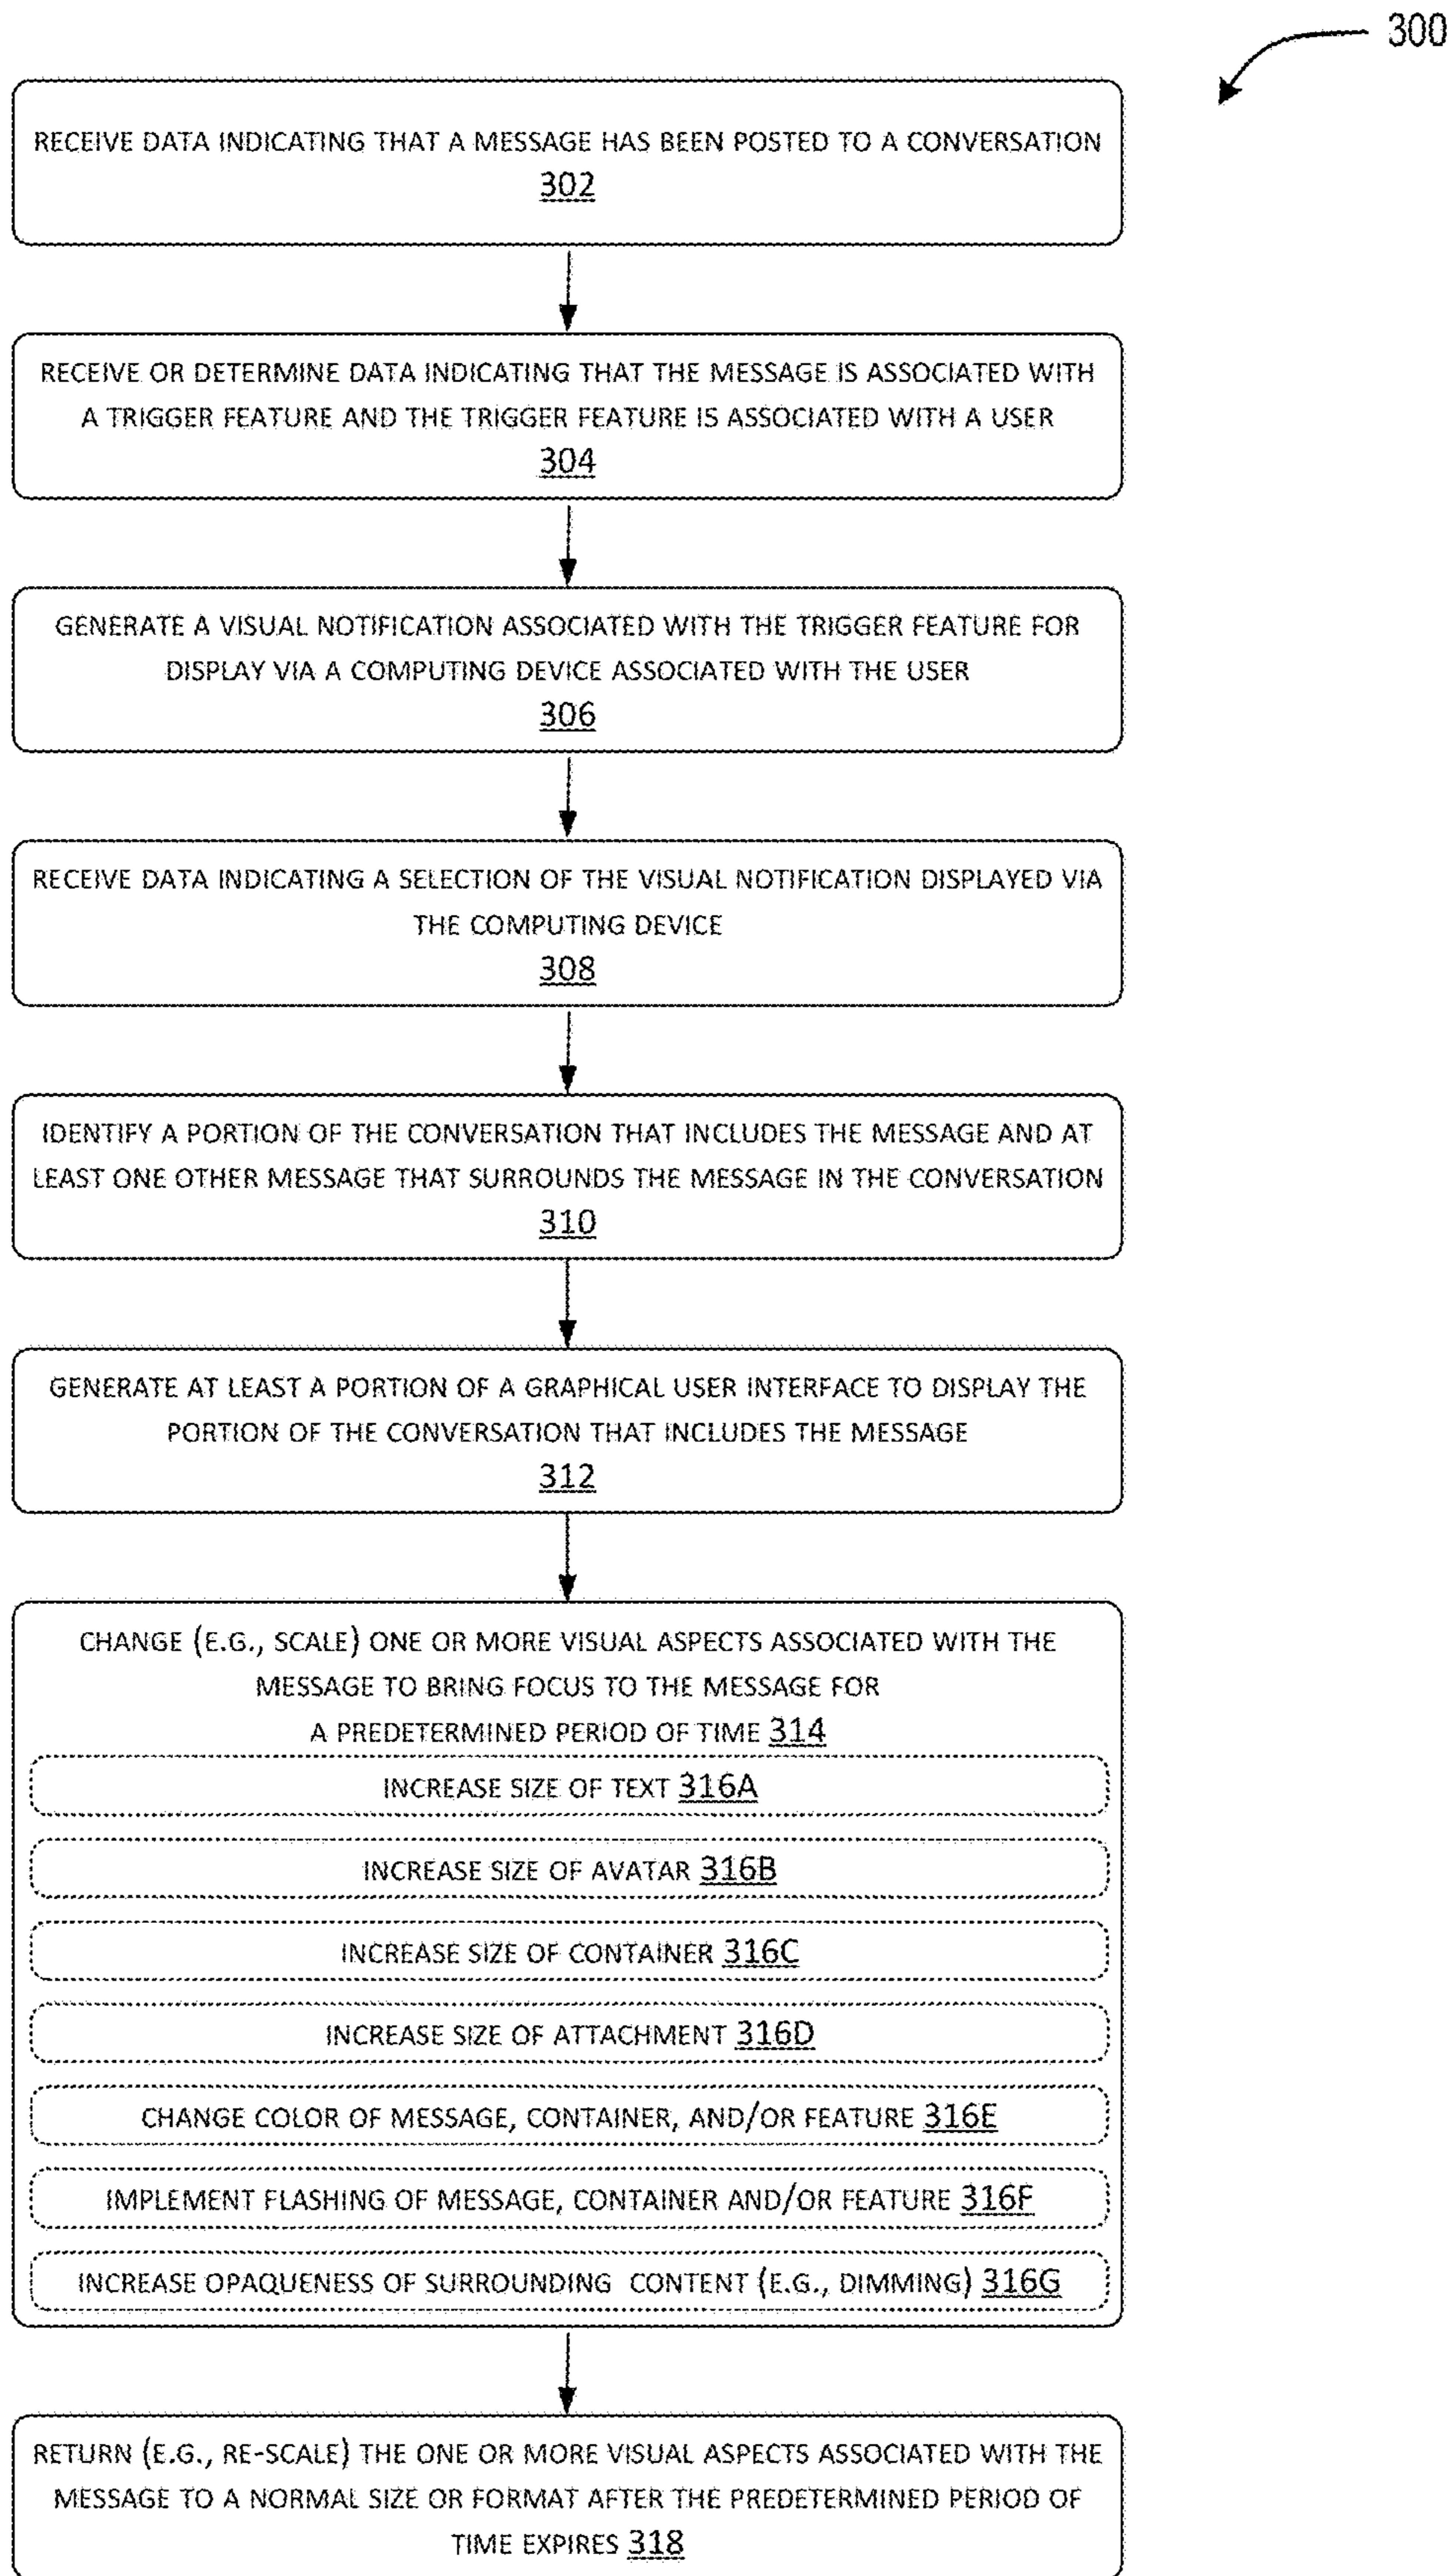 300
RECEIVE DATA INDICATING THAT A MESSAGE HAS BEEN POSTED TO A CONVERSATION
302
RECEIVE OR DETERMINE DATA INDICATING THAT THE MESSAGE IS ASSOCIATED WITH
A TRIGGER FEATURE AND THE TRIGGER FEATURE IS ASSOCIATED WITH A USER
304
GENERATE A VISUAL NOTIFICATION ASSOCIATED WITH THE TRIGGER FEATURE FOR
DISPLAY VIA A COMPUTING DEVICE ASSOCIATED WITH THE USER
306
RECEIVE DATA INDICATING A SELECTION OF THE VISUAL NOTIFICATION DISPLAYED VIA
THE COMPUTING DEVICE
308
IDENTIFY A PORTION OF THE CONVERSATION THAT INCLUDES THE MESSAGE AND AT
LEAST ONE OTHER MESSAGE THAT SURROUNDS THE MESSAGE IN THE CONVERSATION
310
GENERATE AT LEAST A PORTION OF A GRAPHICAL USER INTERFACE TO DISPLAY THE
PORTION OF THE CONVERSATION THAT INCLUDES THE MESSAGE
312
CHANGE (E.G., SCALE) ONE OR MORE VISUAL ASPECTS ASSOCIATED WITH THE
MESSAGE TO BRING FOCUS TO THE MESSAGE FOR
A PREDETERMINED PERIOD OF TIME 314
INCREASE SIZE OF TEXT 316A
INCREASE SIZE OF AVATAR 316B
INCREASE SIZE OF CONTAINER 316C
INCREASE SIZE OF ATTACHMENT 316D
CHANGE COLOR OF MESSAGE, CONTAINER, AND/OR FEATURE 316E
IMPLEMENT FLASHING OF MESSAGE, CONTAINER AND/OR FEATURE 316F
INCREASE OPAQUENESS OF SURROUNDING CONTENT (E.G., DIMMING) 316G
RETURN (E.G., RE-SCALE) THE ONE OR MORE VISUAL ASPECTS ASSOCIATED WITH THE
MESSAGE TO A NORMAL SIZE OR FORMAT AFTER THE PREDETERMINED PERIOD OF
TIME EXPIRES 318